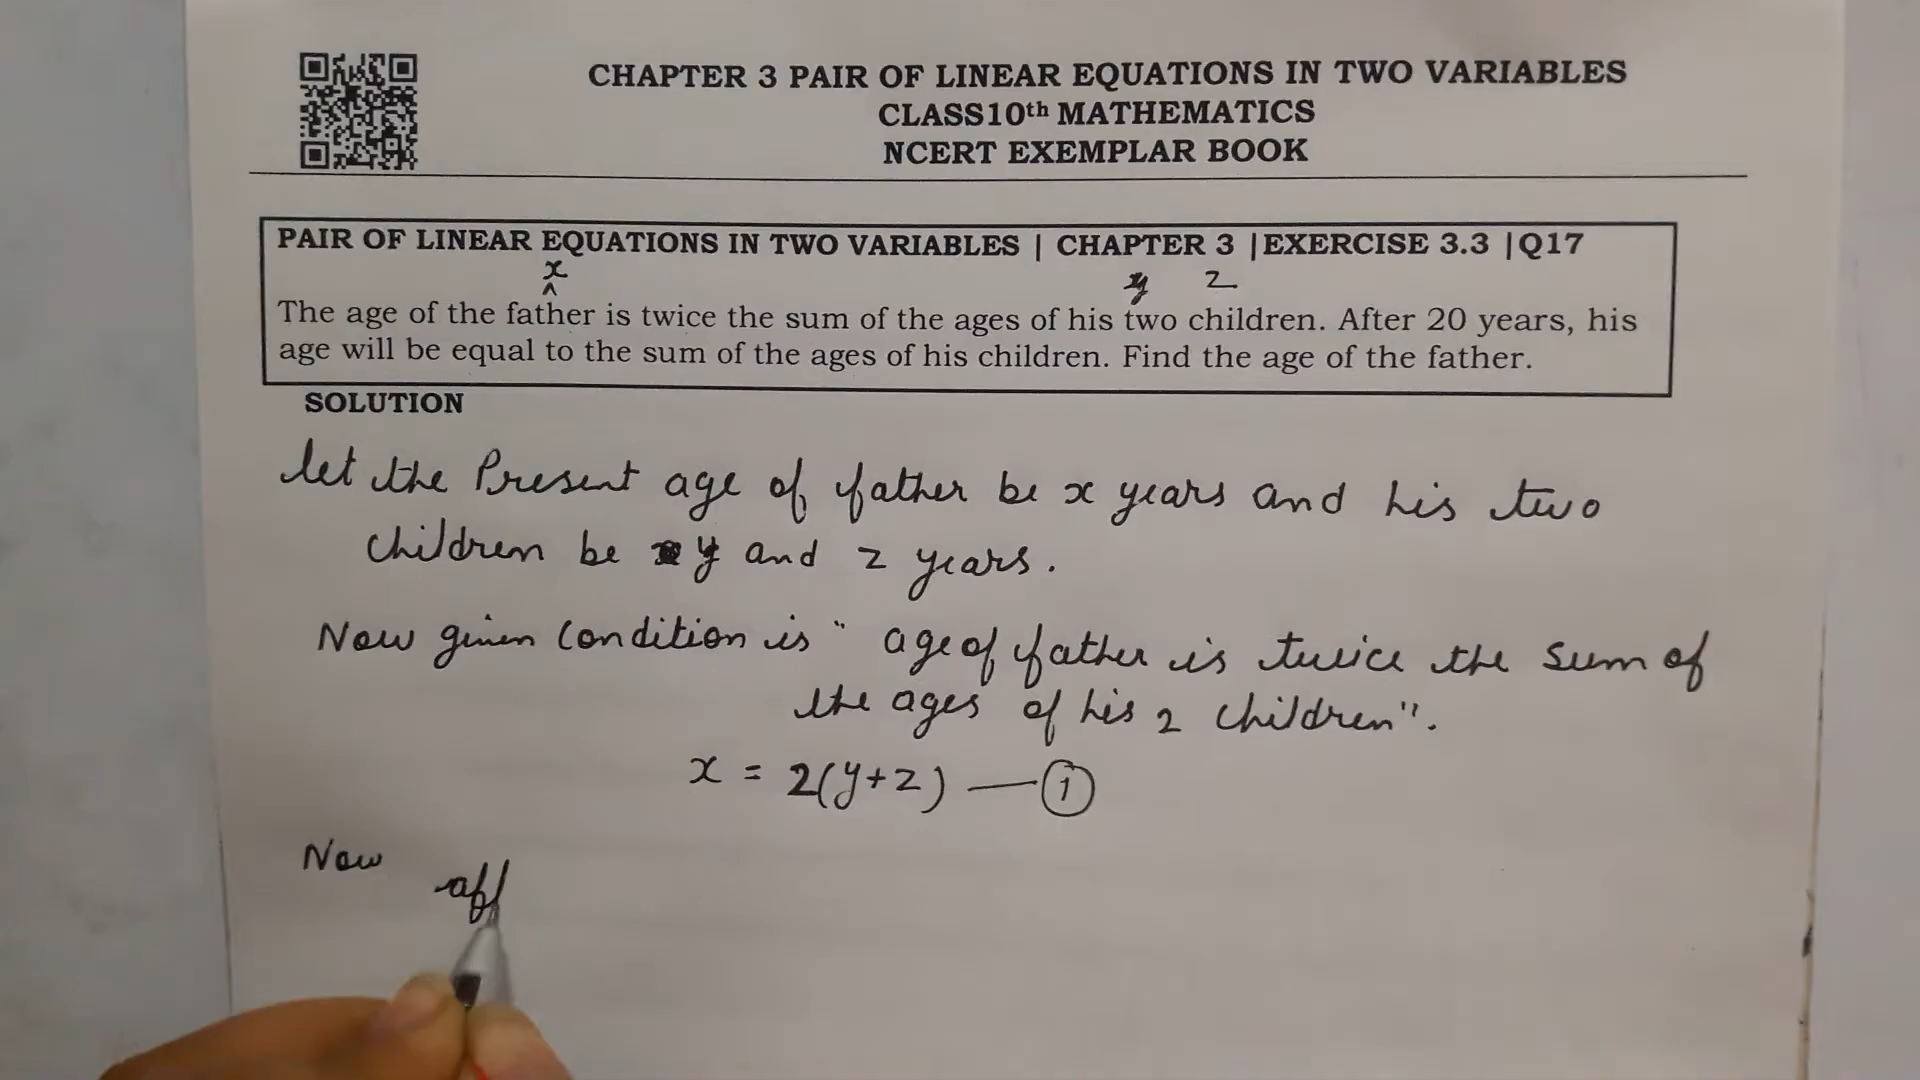 CHAPTER 3 PAIR OF LINEAR EQUATIONS IN TWO VARIABLES
CLASS10th MATHEMATICS
NCERT EXEMPLAR BOOK
PAIR OF LINEAR EQUATIONS IN TWO VARIABLES | CHAPTER 3 |EXERCISE 3.3 |Q17
x y z
^
The age of the father is twice the sum of the ages of his two children. After 20 years, his
age will be equal to the sum of the ages of his children. Find the age of the father.
SOLUTION
let the Present age of father be x years and his two
children be y and z years.
Now given condition is " age of father is twice the sum of
the ages of his 2 children".
x = 2(y+z) — 1
Now aft